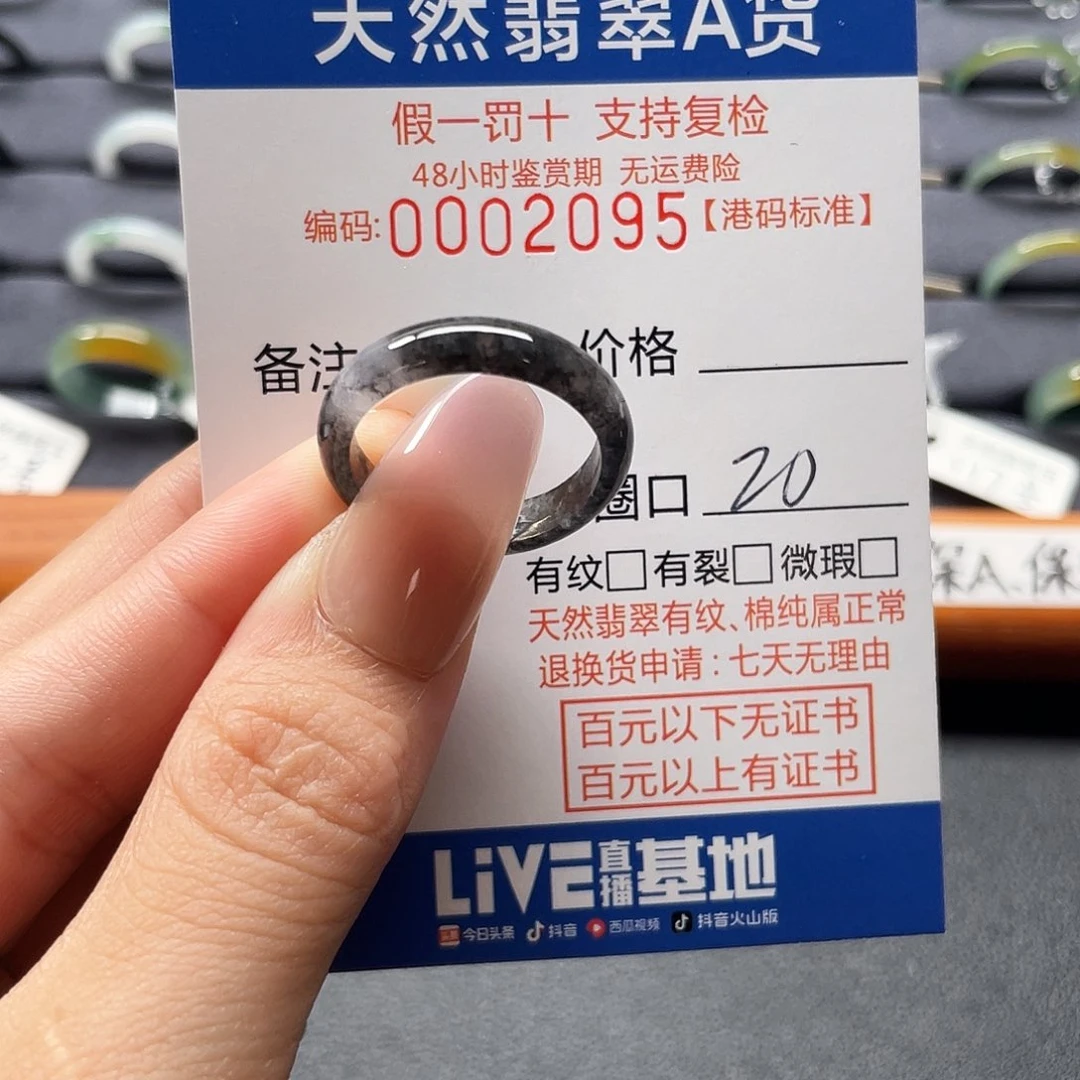 天然翡翠A货
假一罚十 支持复检
48小时鉴赏期 无运费险
编码:0002095【港码标准】
备注 价格
圈口 20
有纹□有裂□微瑕□
天然翡翠有纹、棉纯属正常
退换货申请：七天无理由
百元以下无证书
百元以上有证书
LiVE直播基地
今日头条 抖音 西瓜视频 抖音火山版
保A、保